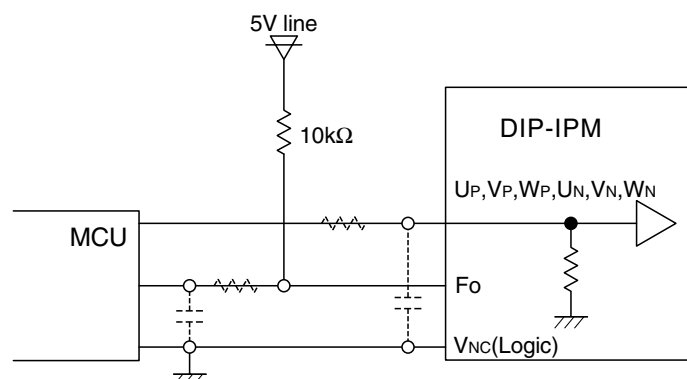 5V line
10kΩ
DIP-IPM
UP,VP,WP,UN,VN,WN
MCU
Fo
VNC(Logic)